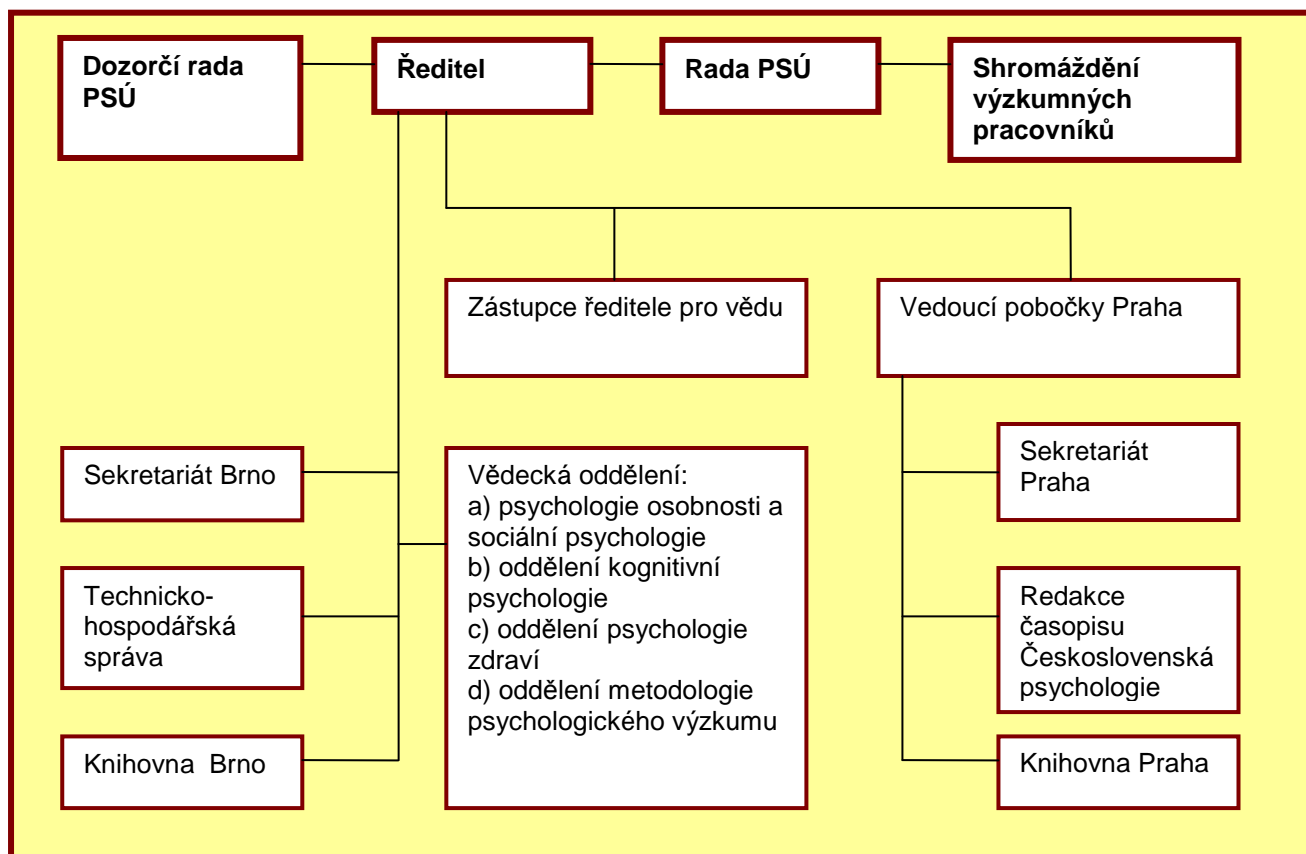 Dozorčí rada
PSÚ
Ředitel
Rada PSÚ
Shromáždění
výzkumných
pracovníků
Zástupce ředitele pro vědu
Vedoucí pobočky Praha
Sekretariát Brno
Vědecká oddělení:
a) psychologie osobnosti a
sociální psychologie
b) oddělení kognitivní
psychologie
c) oddělení psychologie
zdraví
d) oddělení metodologie
psychologického výzkumu
Sekretariát
Praha
Technicko-
hospodářská
správa
Redakce
časopisu
Československá
psychologie
Knihovna Brno
Knihovna Praha